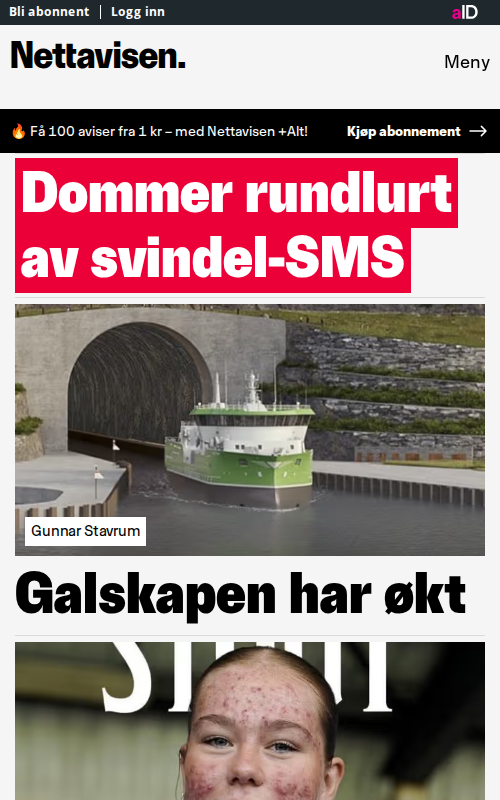 Bli abonnent | Logg inn
aID
Nettavisen.
Meny
🔥 Få 100 aviser fra 1 kr – med Nettavisen +Alt!
Kjøp abonnement →
Dommer rundlurt
av svindel-SMS
Gunnar Stavrum
Galskapen har økt